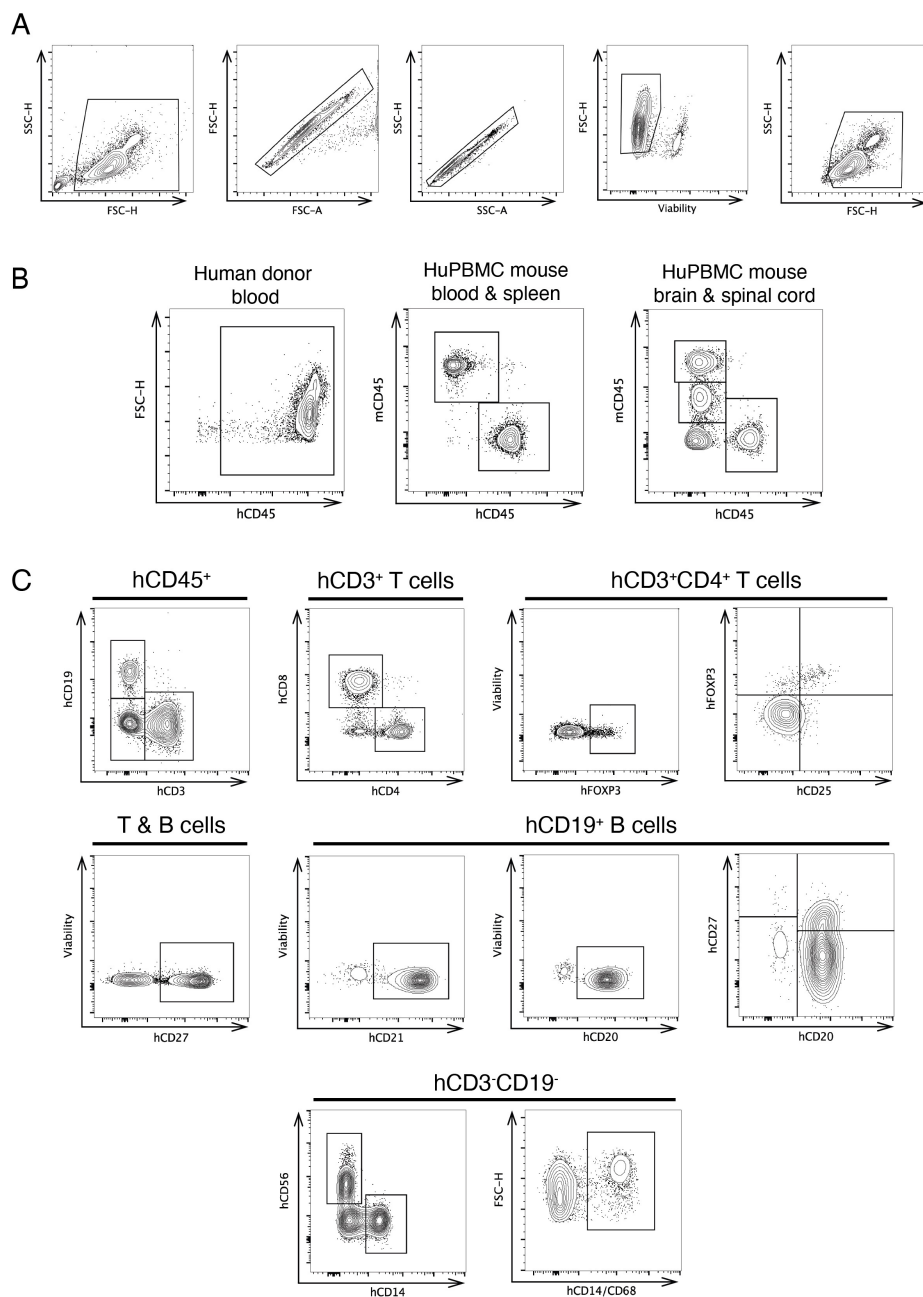 A
SSC-H
FSC-H
FSC-H
FSC-A
SSC-H
SSC-A
FSC-H
Viability
SSC-H
FSC-H
B
Human donor
blood
FSC-H
hCD45
HuPBMC mouse
blood & spleen
mCD45
hCD45
HuPBMC mouse
brain & spinal cord
mCD45
hCD45
C
hCD45⁺
hCD19
hCD3
hCD3⁺ T cells
hCD8
hCD4
hCD3⁺CD4⁺ T cells
Viability
hFOXP3
hFOXP3
hCD25
T & B cells
Viability
hCD27
hCD19⁺ B cells
Viability
hCD21
Viability
hCD20
hCD27
hCD20
hCD3⁻CD19⁻
hCD56
hCD14
FSC-H
hCD14/CD68